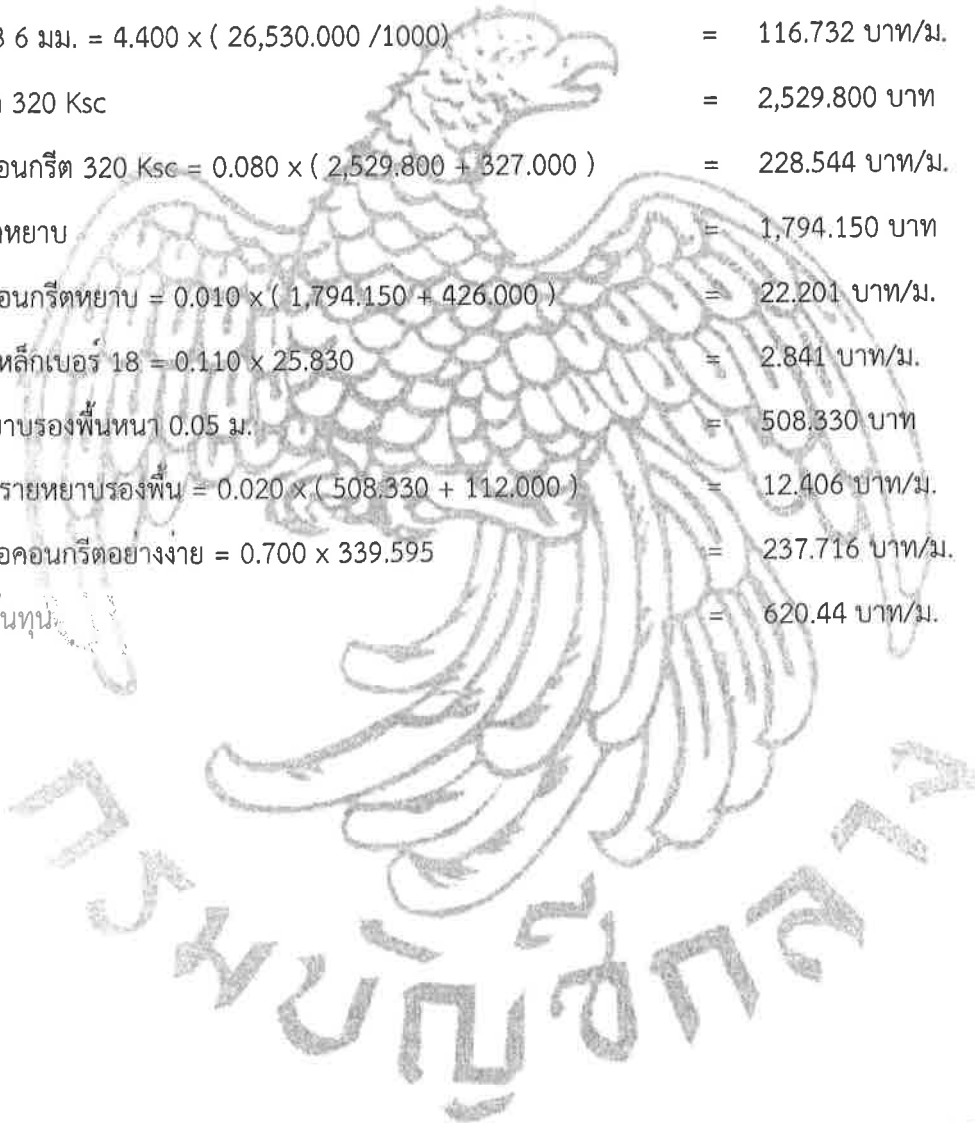 6 มม. = 4.400 x ( 26,530.000 /1000) = 116.732 บาท/ม.
320 Ksc = 2,529.800 บาท
อนกรีต 320 Ksc = 0.080 x ( 2,529.800 + 327.000 ) = 228.544 บาท/ม.
หยาบ = 1,794.150 บาท
อนกรีตหยาบ = 0.010 x ( 1,794.150 + 426.000 ) = 22.201 บาท/ม.
หล็กเบอร์ 18 = 0.110 x 25.830 = 2.841 บาท/ม.
าบรองพื้นหนา 0.05 ม. = 508.330 บาท
รายหยาบรองพื้น = 0.020 x ( 508.330 + 112.000 ) = 12.406 บาท/ม.
อคอนกรีตอย่างง่าย = 0.700 x 339.595 = 237.716 บาท/ม.
นทุน = 620.44 บาท/ม.
กรมบัญชีกลาง